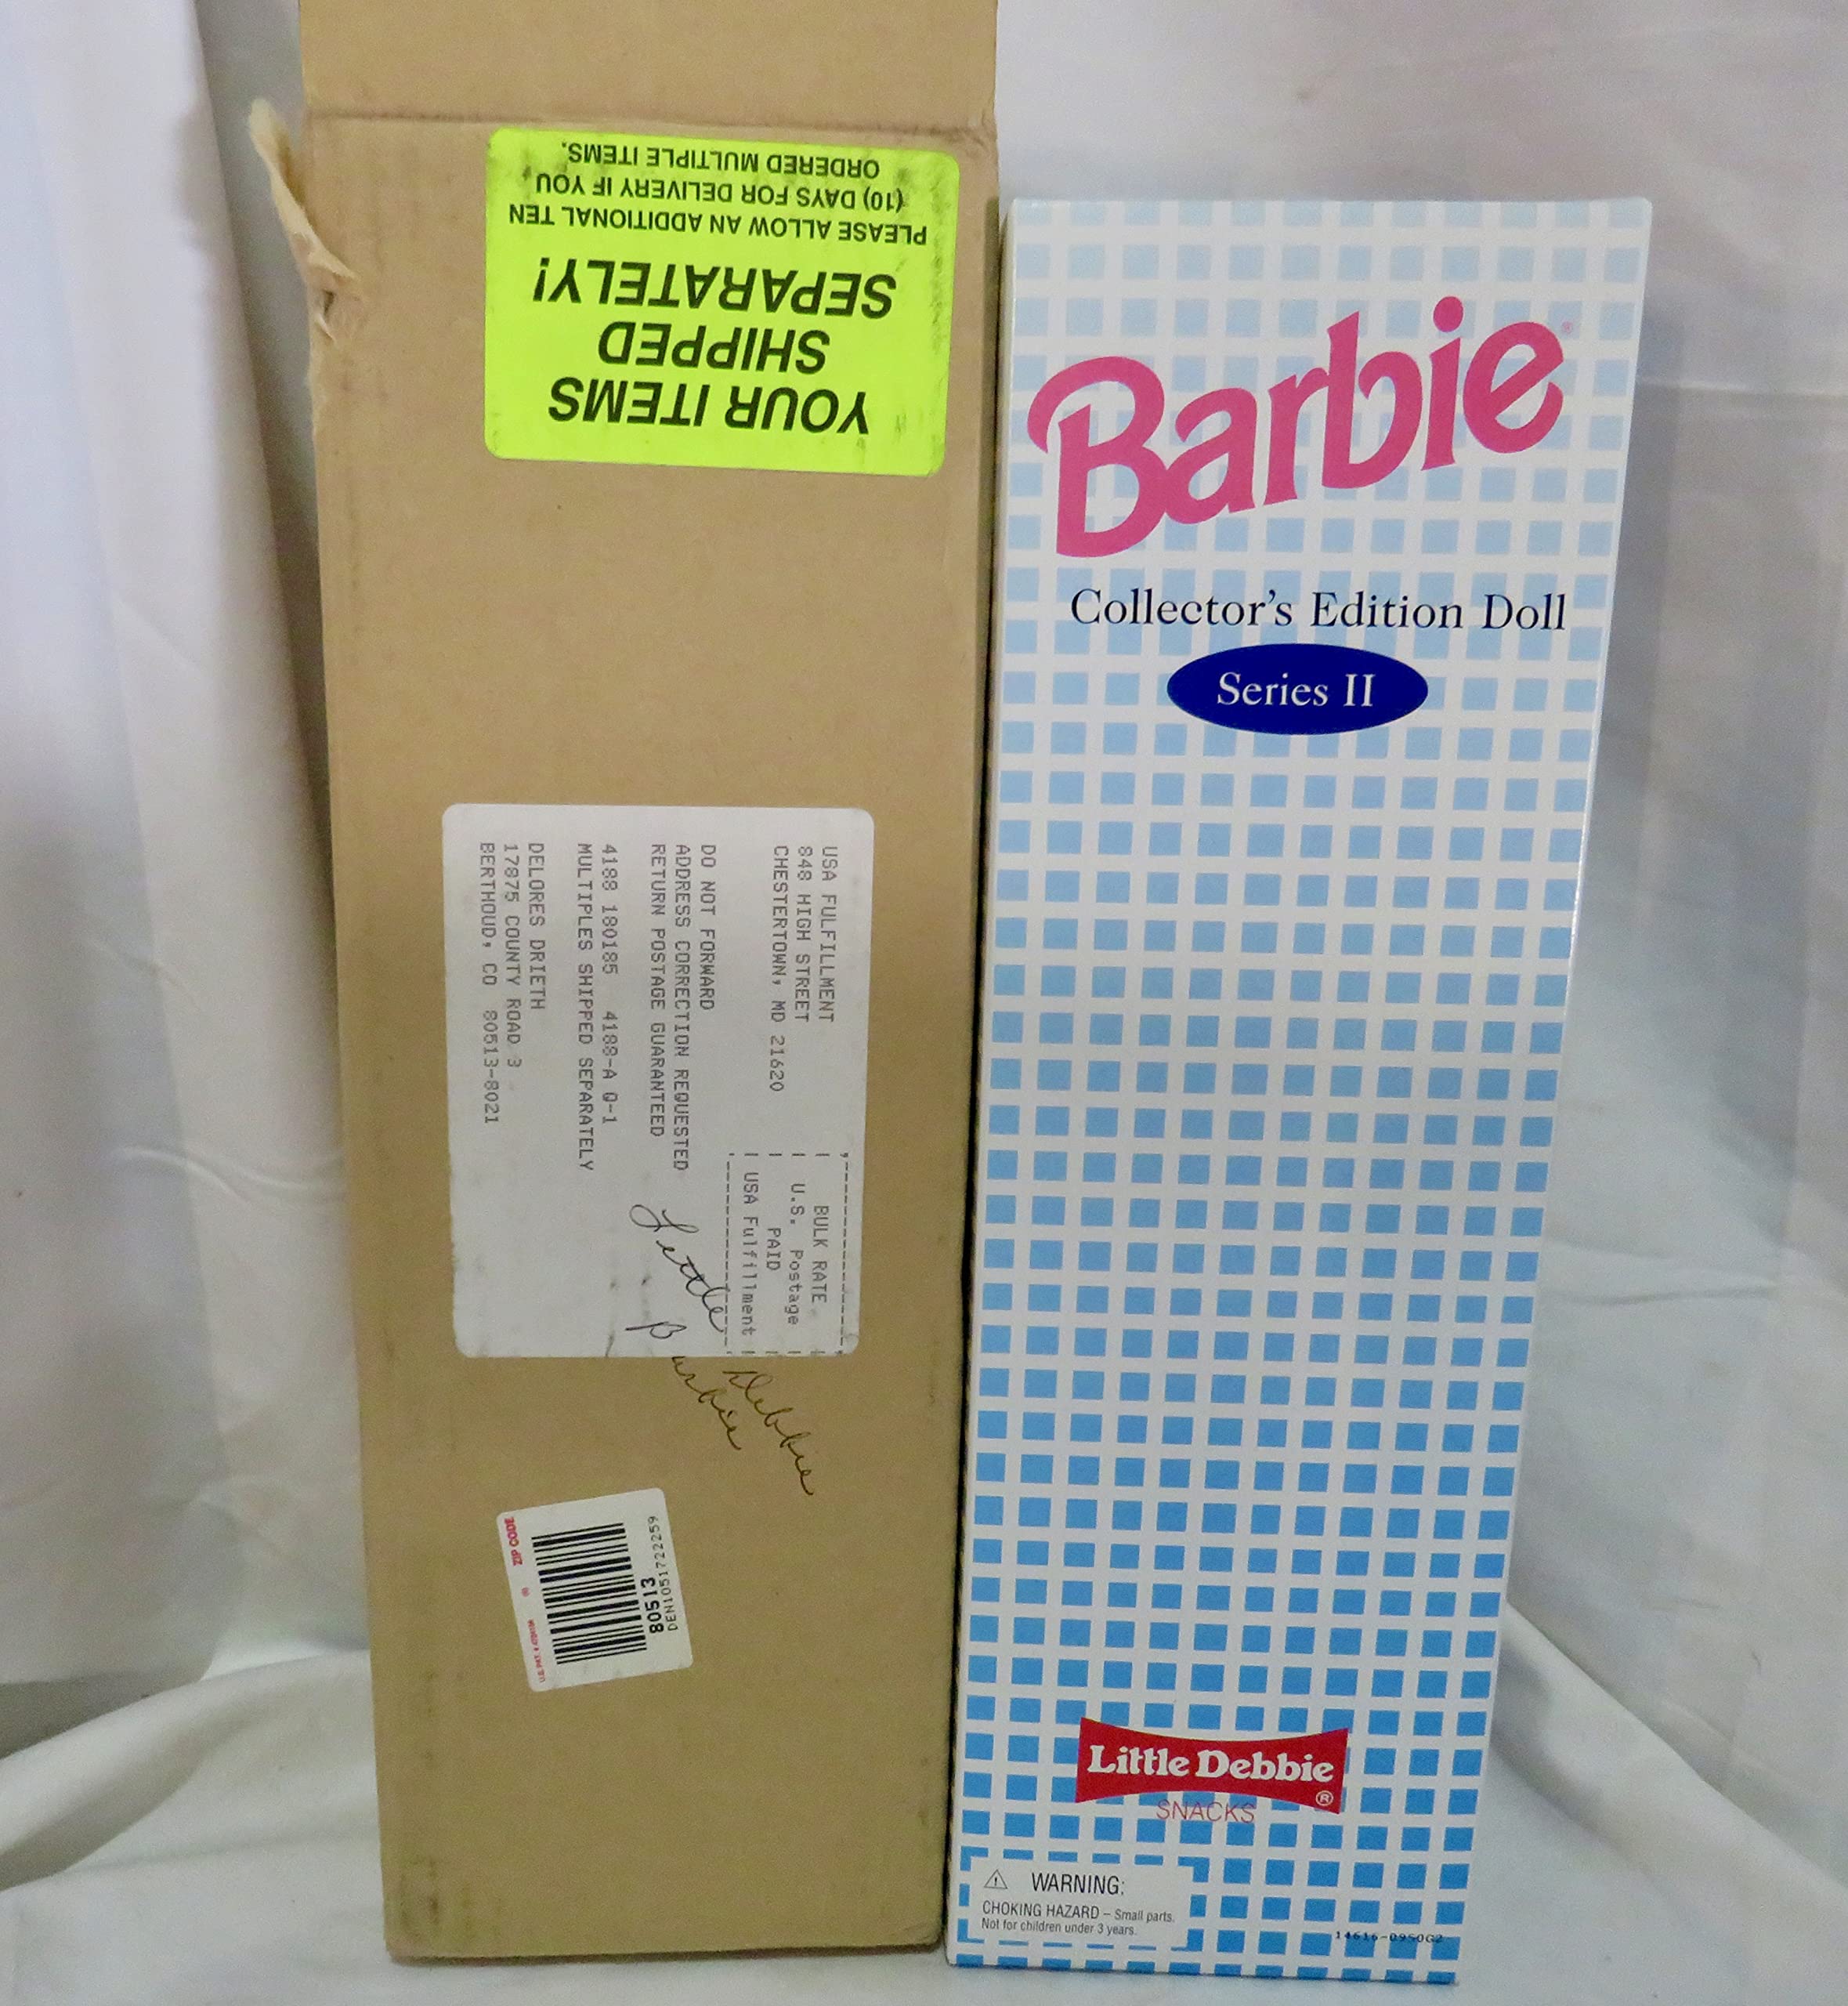 YOUR ITEMS
SHIPPED
SEPARATELY!
PLEASE ALLOW AN ADDITIONAL TEN
(10) DAYS FOR DELIVERY IF YOU
ORDERED MULTIPLE ITEMS.
USA FULFILLMENT
848 HIGH STREET
CHESTERTOWN, MD 21620
BULK RATE
U.S. Postage
PAID
USA Fulfillment
DO NOT FORWARD
ADDRESS CORRECTION REQUESTED
RETURN POSTAGE GUARANTEED
4188 180185 4188-A Q-1
MULTIPLES SHIPPED SEPARATELY
DELORES DRIETH
17875 COUNTY ROAD 3
BERTHOUD, CO 80513-8021
Little Debbie
Barbie
DEN1051722259
80513
ZIP CODE
Barbie®
Collector's Edition Doll
Series II
Little Debbie®
SNACKS
⚠ WARNING:
CHOKING HAZARD – Small parts.
Not for children under 3 years.
14616-0950G2